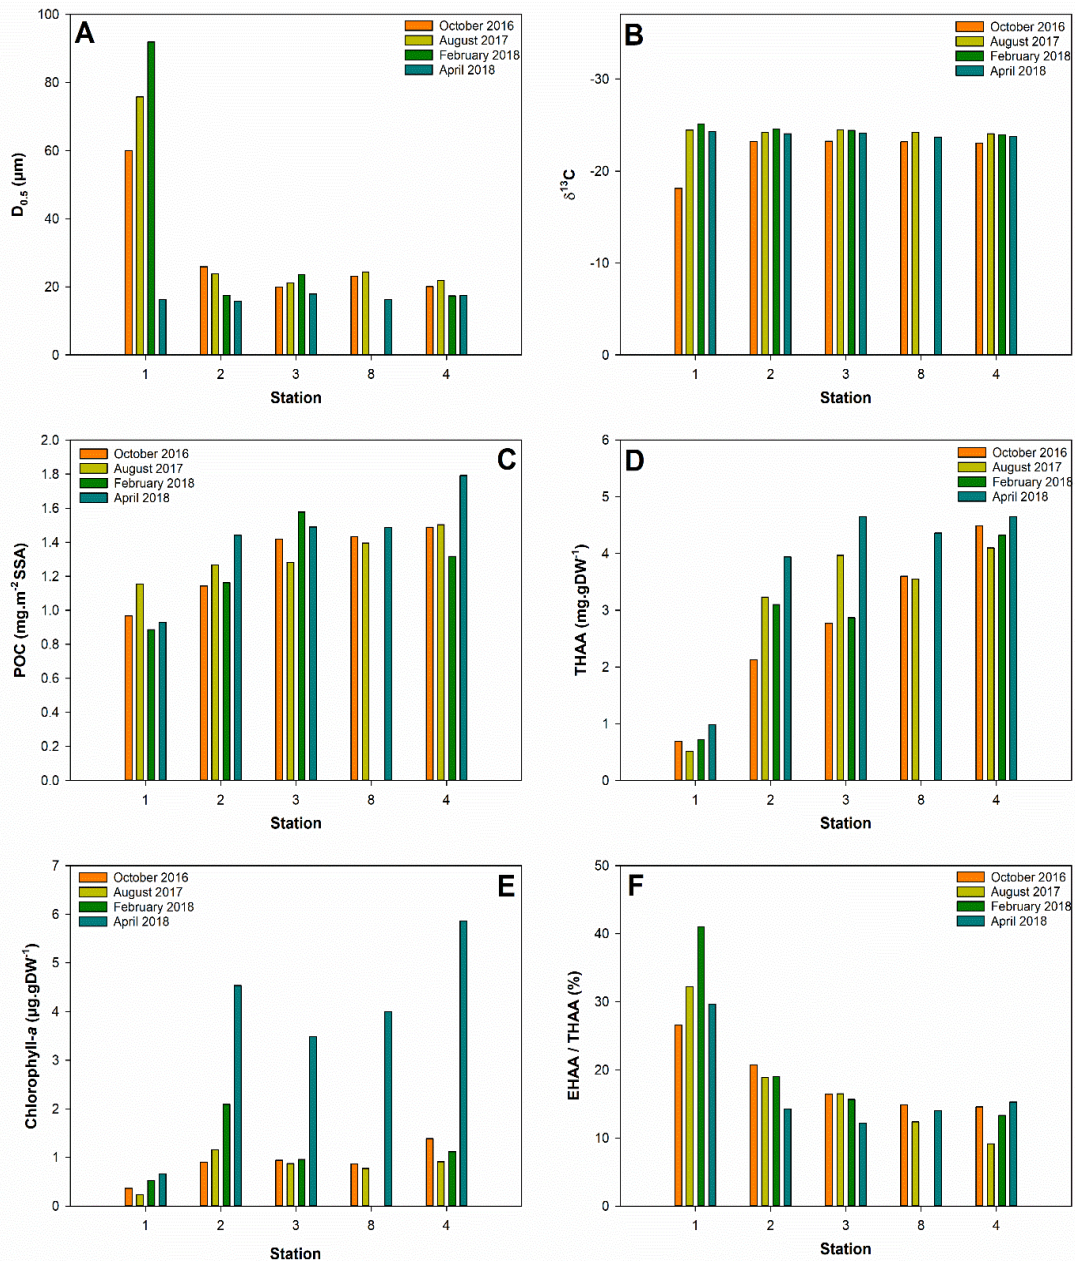 A
October 2016
August 2017
February 2018
April 2018
100
80
60
40
20
0
D0.5 (µm)
1 2 3 8 4
Station
B
October 2016
August 2017
February 2018
April 2018
-30
-20
-10
0
δ13C
1 2 3 8 4
Station
C
October 2016
August 2017
February 2018
April 2018
2.0
1.8
1.6
1.4
1.2
1.0
0.8
0.6
0.4
0.2
0.0
POC (mg.m-2 SSA)
1 2 3 8 4
Station
D
October 2016
August 2017
February 2018
April 2018
6
5
4
3
2
1
0
THAA (mg.gDW-1)
1 2 3 8 4
Station
E
October 2016
August 2017
February 2018
April 2018
7
6
5
4
3
2
1
0
Chlorophyll-a (µg.gDW-1)
1 2 3 8 4
Station
F
October 2016
August 2017
February 2018
April 2018
50
40
30
20
10
0
EHAA / THAA (%)
1 2 3 8 4
Station